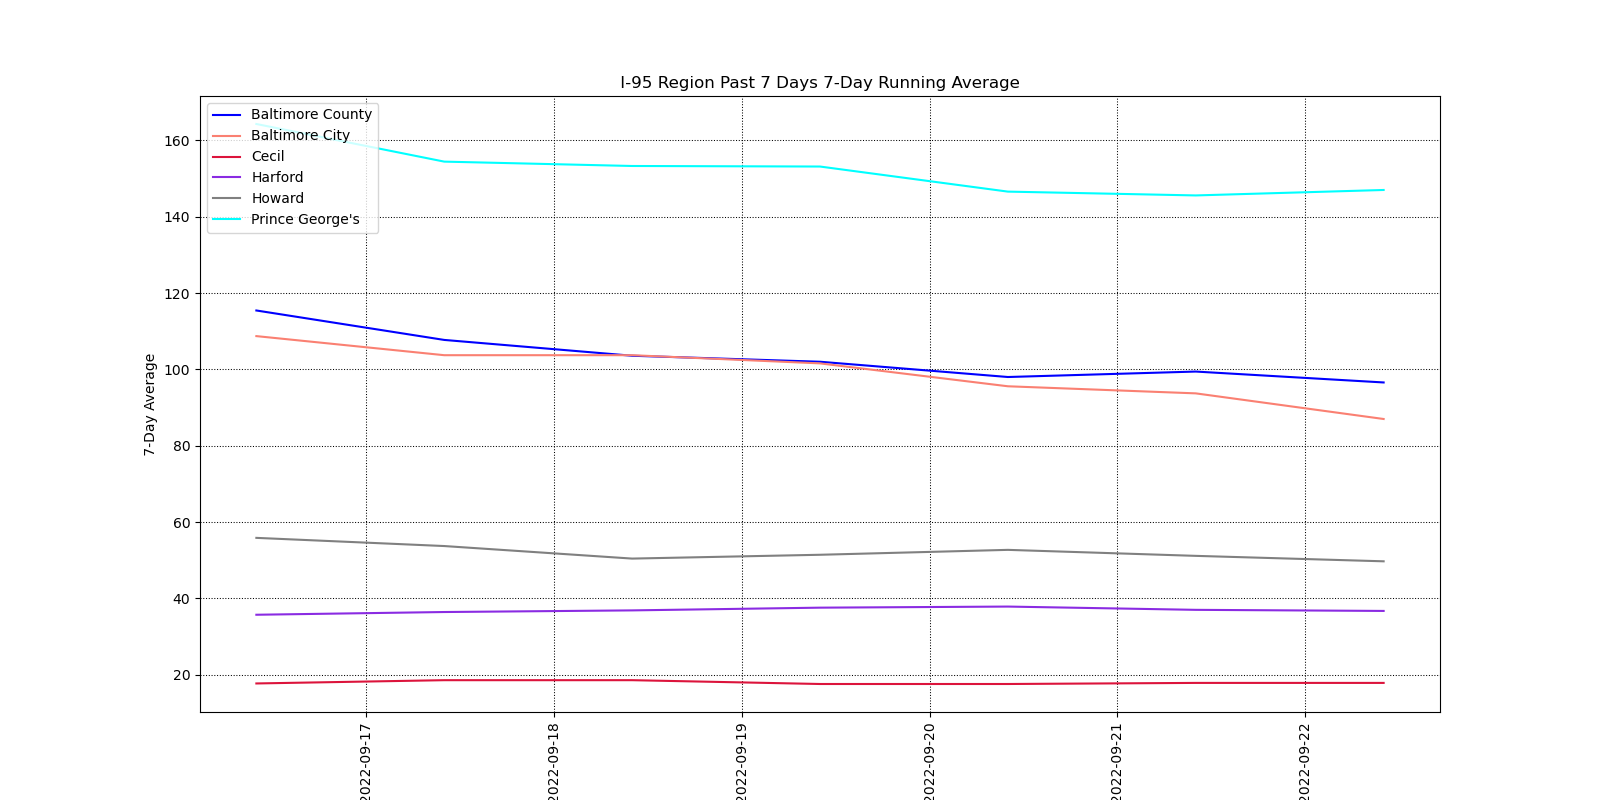 I-95 Region Past 7 Days 7-Day Running Average
Baltimore County
Baltimore City
Cecil
Harford
Howard
Prince George's
160
140
120
100
80
60
40
20
7-Day Average
2022-09-17
2022-09-18
2022-09-19
2022-09-20
2022-09-21
2022-09-22